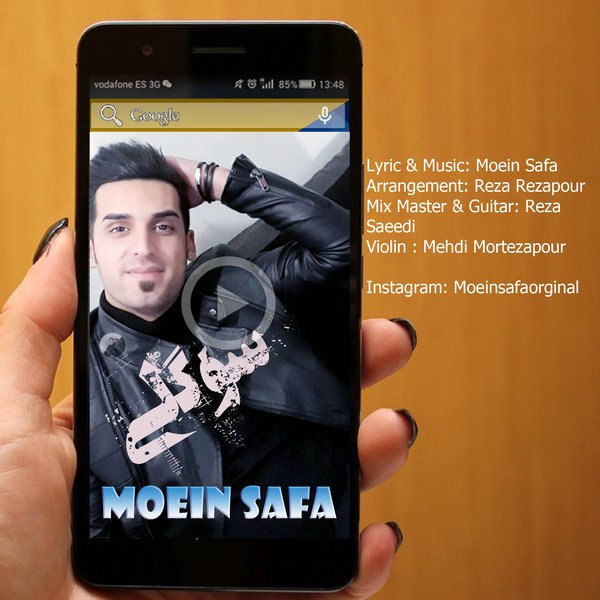 vodafone ES 3G
85%
13:48
Google
Lyric & Music: Moein Safa
Arrangement: Reza Rezapour
Mix Master & Guitar: Reza
Saeedi
Violin : Mehdi Mortezapour
Instagram: Moeinsafaorginal
MOEIN SAFA